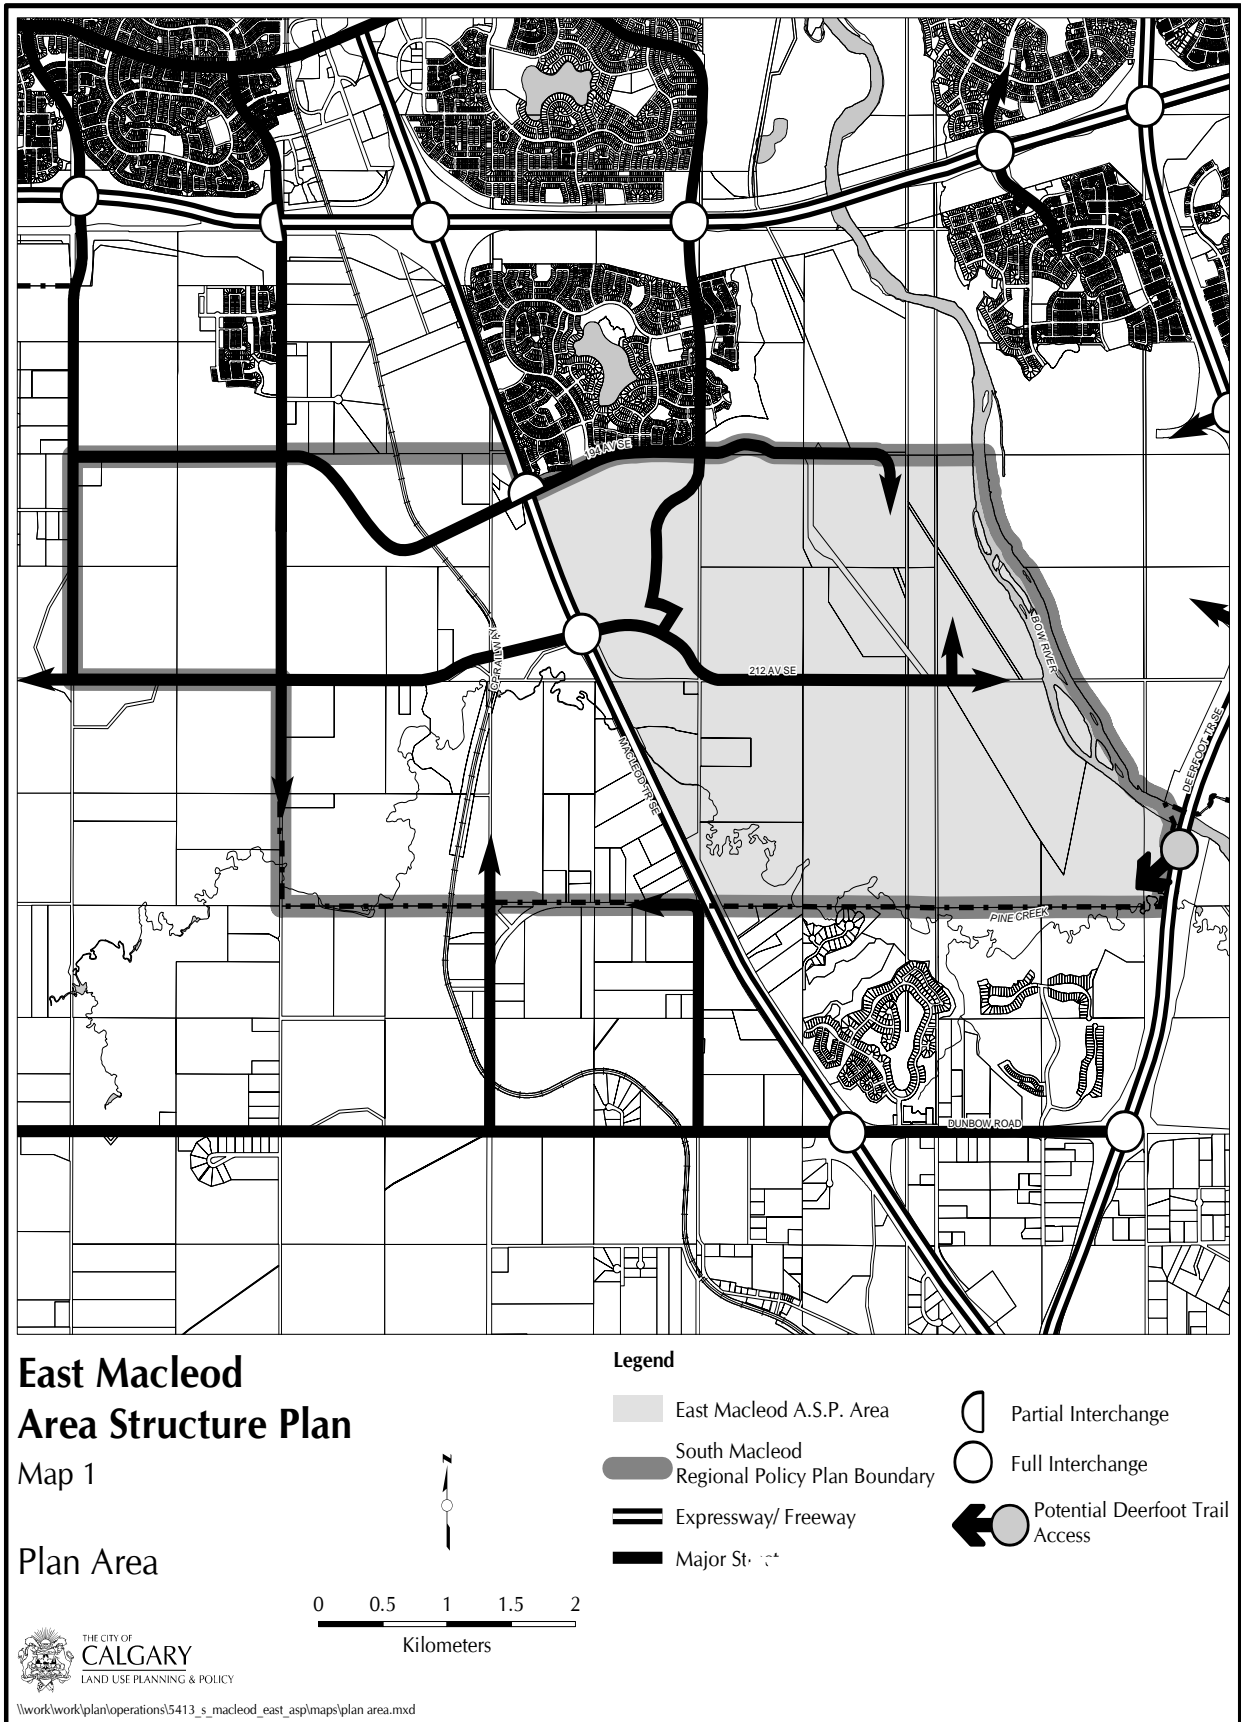 194 AV SE
CP RAILWAY
BOW RIVER
212 AV SE
MACLEOD TR SE
DEERFOOT TR SE
PINE CREEK
DUNBOW ROAD
East Macleod
Area Structure Plan
Map 1
Plan Area
N
0 0.5 1 1.5 2
Kilometers
THE CITY OF
CALGARY
LAND USE PLANNING & POLICY
\\work\work\plan\operations\5413_s_macleod_east_asp\maps\plan area.mxd
Legend
East Macleod A.S.P. Area
South Macleod
Regional Policy Plan Boundary
Expressway/ Freeway
Major
Partial Interchange
Full Interchange
Potential Deerfoot Trail
Access